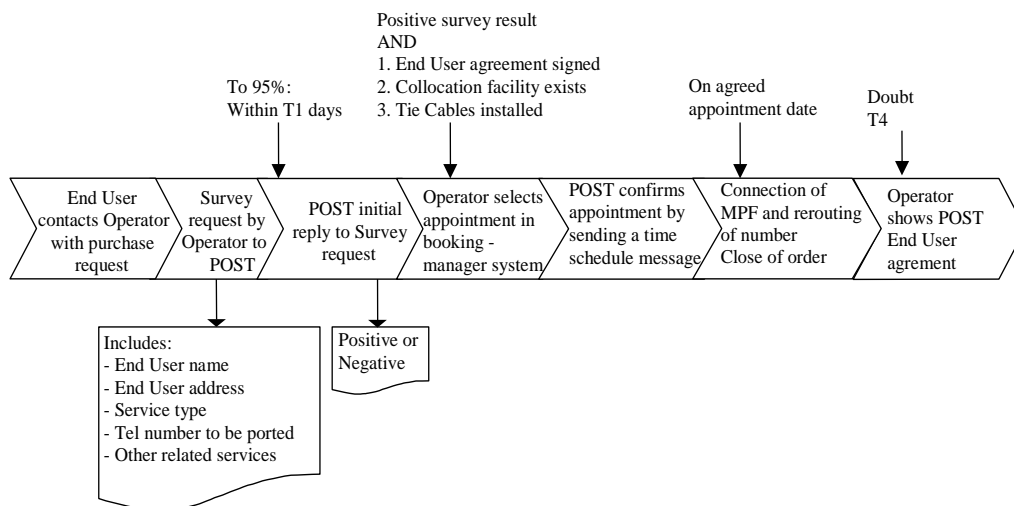 Positive survey result
AND
1. End User agreement signed
2. Collocation facility exists
3. Tie Cables installed
To 95%:
Within T1 days
On agreed
appointment date
Doubt
T4
End User
contacts Operator
with purchase
request
Survey
request by
Operator to
POST
POST initial
reply to Survey
request
Operator selects
appointment in
booking -
manager system
POST confirms
appointment by
sending a time
schedule message
Connection of
MPF and rerouting
of number
Close of order
Operator
shows POST
End User
agrement
Includes:
- End User name
- End User address
- Service type
- Tel number to be ported
- Other related services
Positive or
Negative